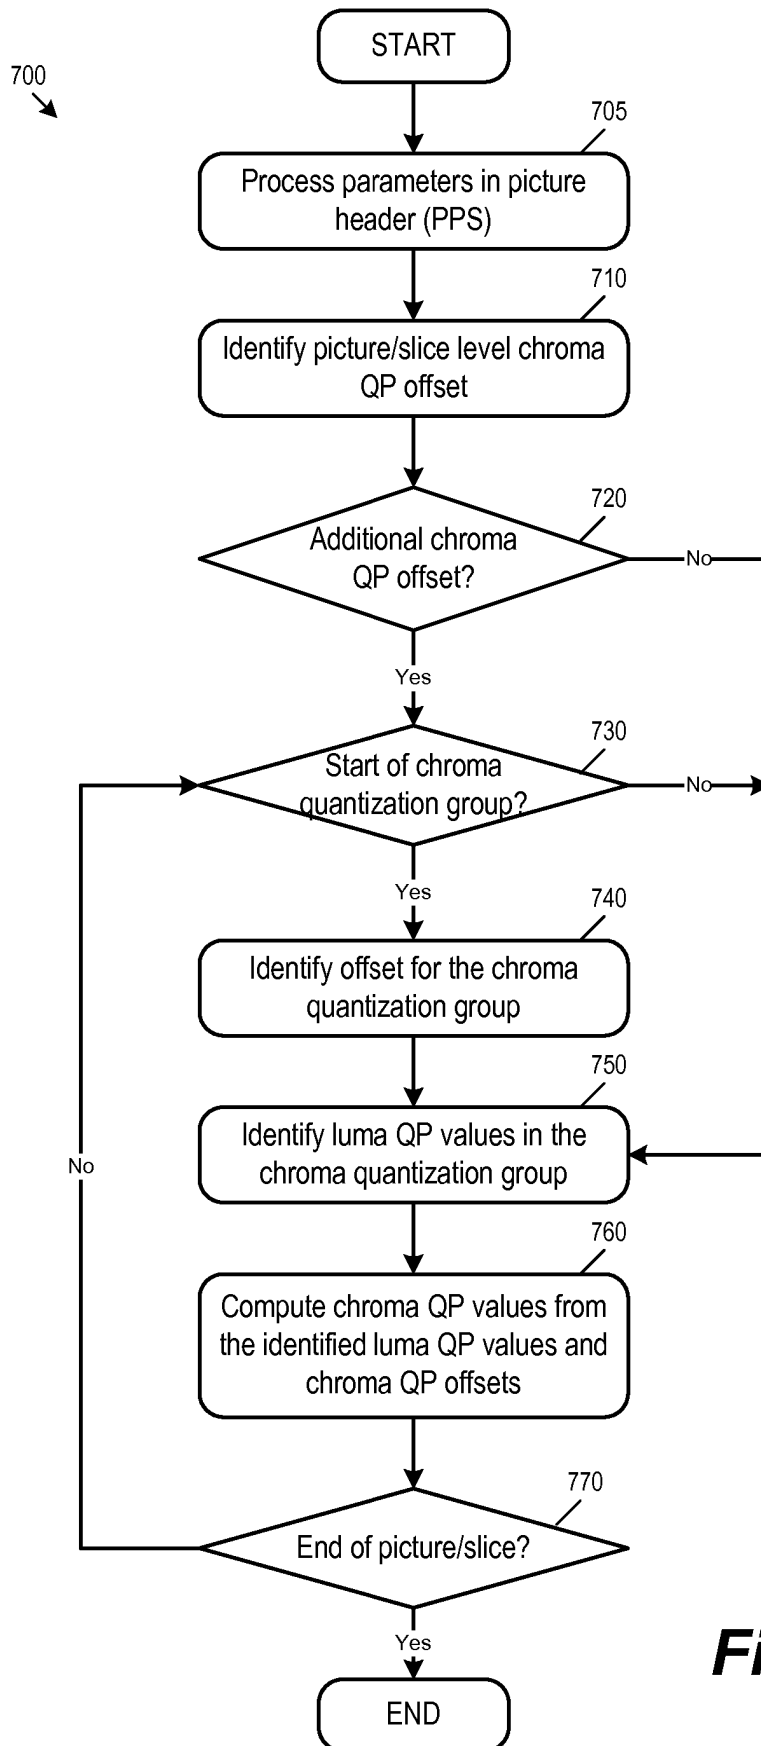 START
700
705
Process parameters in picture
header (PPS)
710
Identify picture/slice level chroma
QP offset
720
Additional chroma
QP offset?
No
Yes
730
Start of chroma
quantization group?
No
Yes
740
Identify offset for the chroma
quantization group
750
Identify luma QP values in the
chroma quantization group
No
760
Compute chroma QP values from
the identified luma QP values and
chroma QP offsets
770
End of picture/slice?
Yes
END